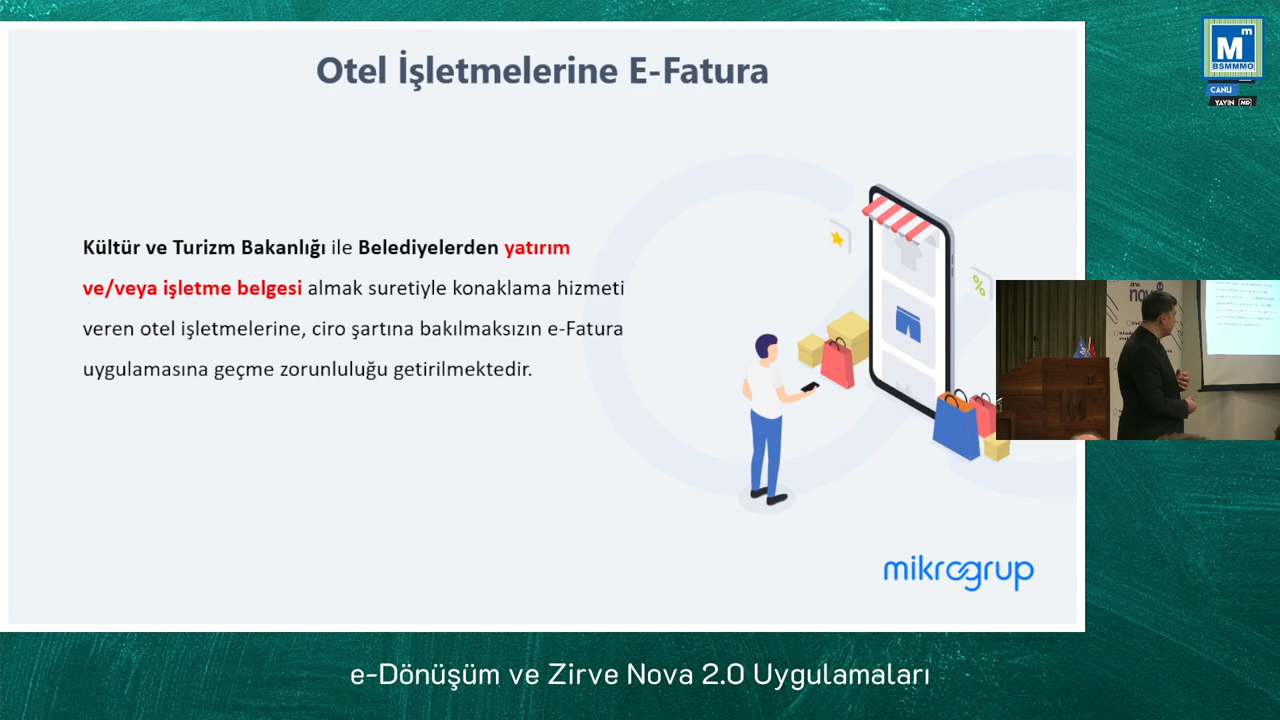 Otel İşletmelerine E-Fatura
Kültür ve Turizm Bakanlığı ile Belediyelerden yatırım
ve/veya işletme belgesi almak suretiyle konaklama hizmeti
veren otel işletmelerine, ciro şartına bakılmaksızın e-Fatura
uygulamasına geçme zorunluluğu getirilmektedir.
%
mikrogrup
M m
BSMMMO
CANLI
YAYIN HD
nova
e-Dönüşüm ve Zirve Nova 2.0 Uygulamaları